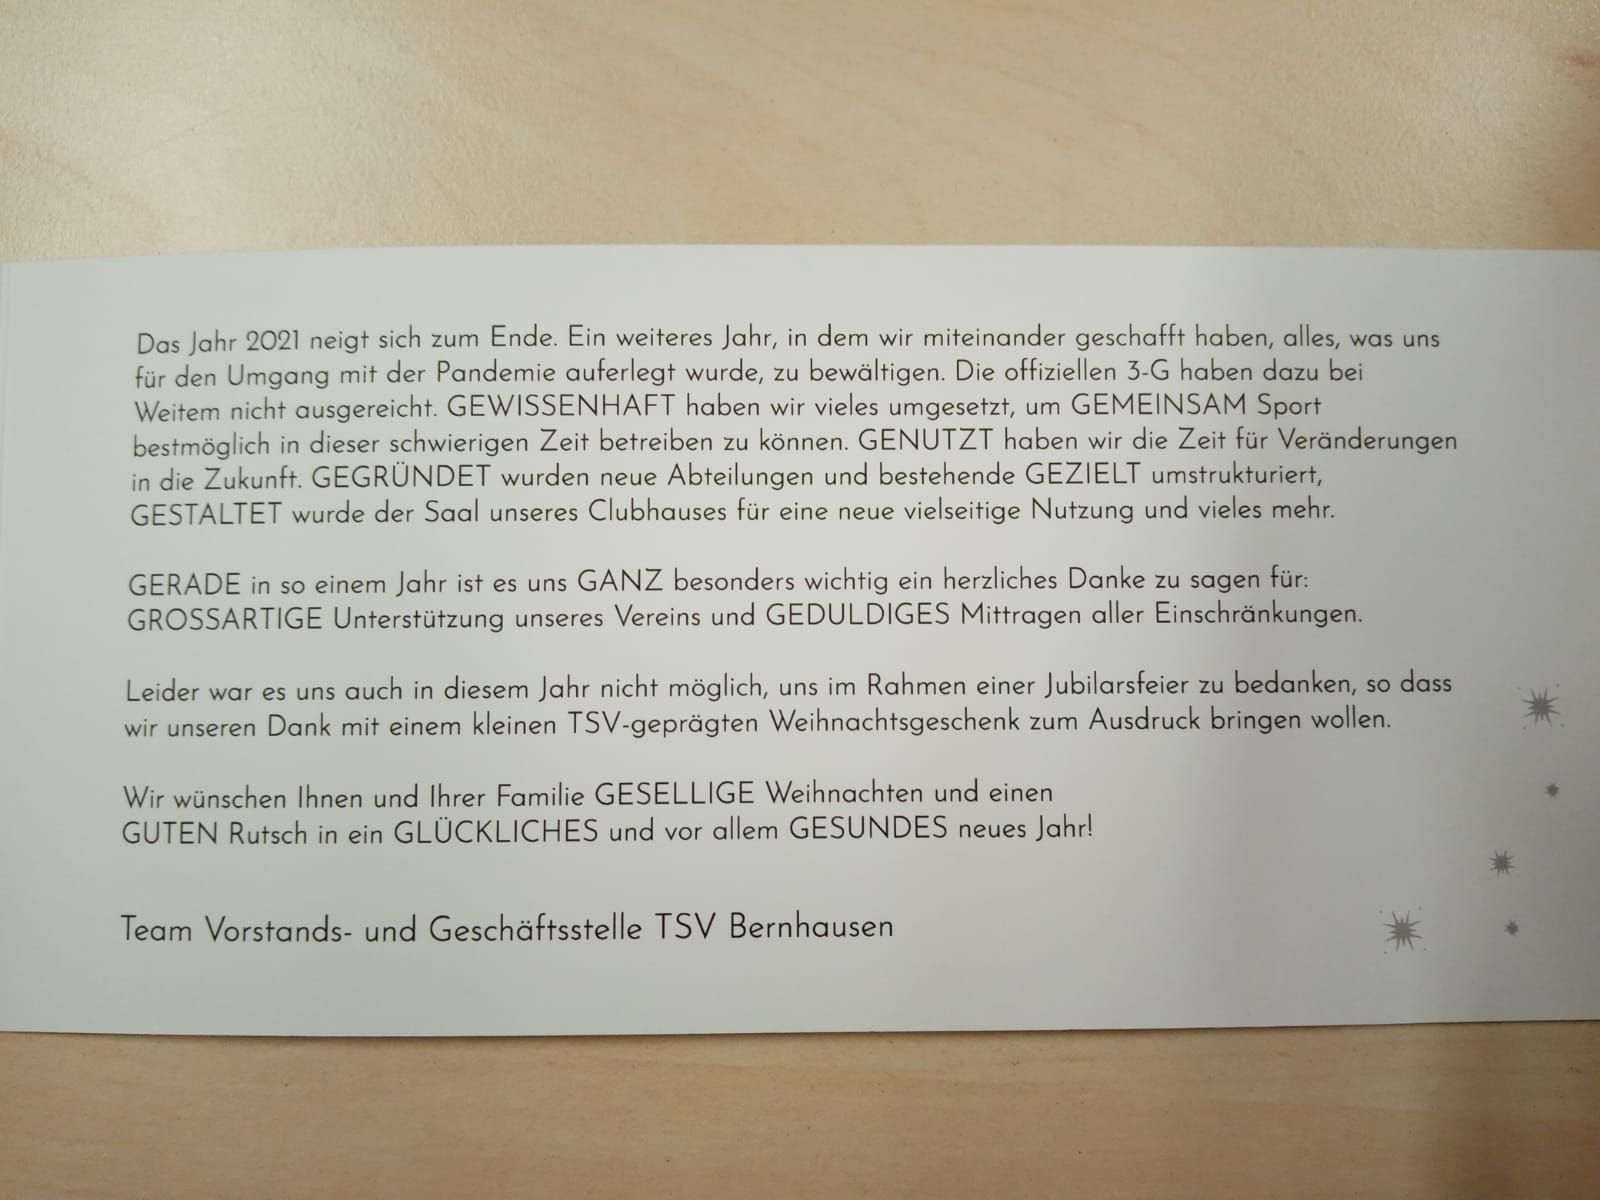 Das Jahr 2021 neigt sich zum Ende. Ein weiteres Jahr, in dem wir miteinander geschafft haben, alles, was uns
für den Umgang mit der Pandemie auferlegt wurde, zu bewältigen. Die offiziellen 3-G haben dazu bei
Weitem nicht ausgereicht. GEWISSENHAFT haben wir vieles umgesetzt, um GEMEINSAM Sport
bestmöglich in dieser schwierigen Zeit betreiben zu können. GENUTZT haben wir die Zeit für Veränderungen
in die Zukunft. GEGRÜNDET wurden neue Abteilungen und bestehende GEZIELT umstrukturiert,
GESTALTET wurde der Saal unseres Clubhauses für eine neue vielseitige Nutzung und vieles mehr.

GERADE in so einem Jahr ist es uns GANZ besonders wichtig ein herzliches Danke zu sagen für:
GROSSARTIGE Unterstützung unseres Vereins und GEDULDIGES Mittragen aller Einschränkungen.

Leider war es uns auch in diesem Jahr nicht möglich, uns im Rahmen einer Jubilarsfeier zu bedanken, so dass
wir unseren Dank mit einem kleinen TSV-geprägten Weihnachtsgeschenk zum Ausdruck bringen wollen.

Wir wünschen Ihnen und Ihrer Familie GESELLIGE Weihnachten und einen
GUTEN Rutsch in ein GLÜCKLICHES und vor allem GESUNDES neues Jahr!

Team Vorstands- und Geschäftsstelle TSV Bernhausen